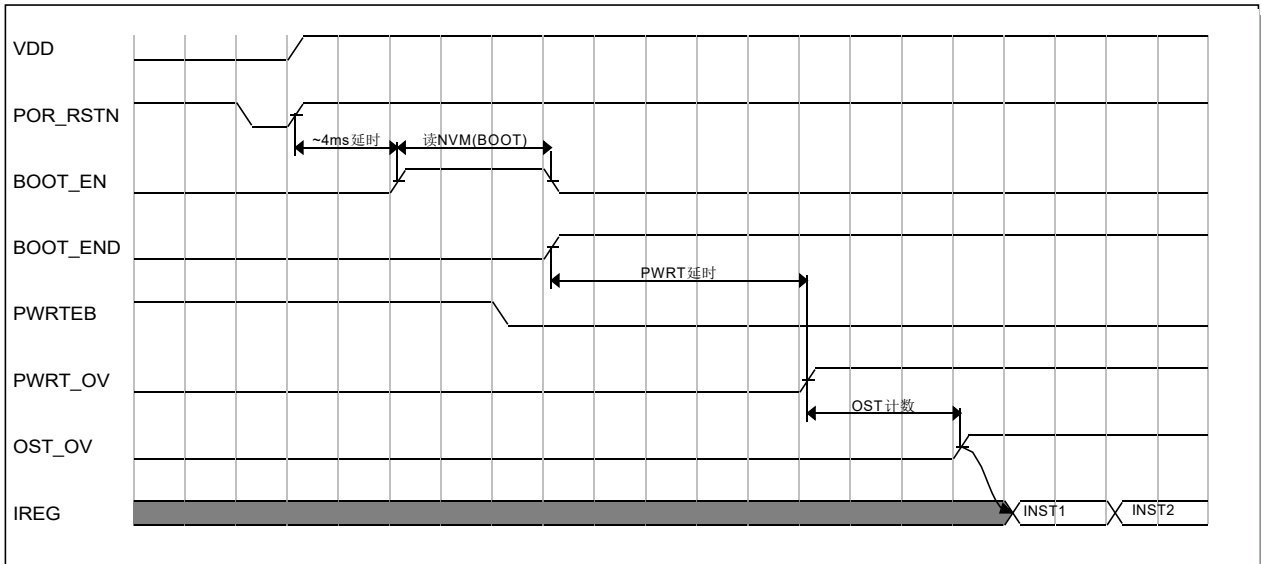 VDD
POR_RSTN
~4ms延时
读NVM(BOOT)
BOOT_EN
BOOT_END
PWRT延时
PWRTEB
PWRT_OV
OST计数
OST_OV
IREG
INST1
INST2